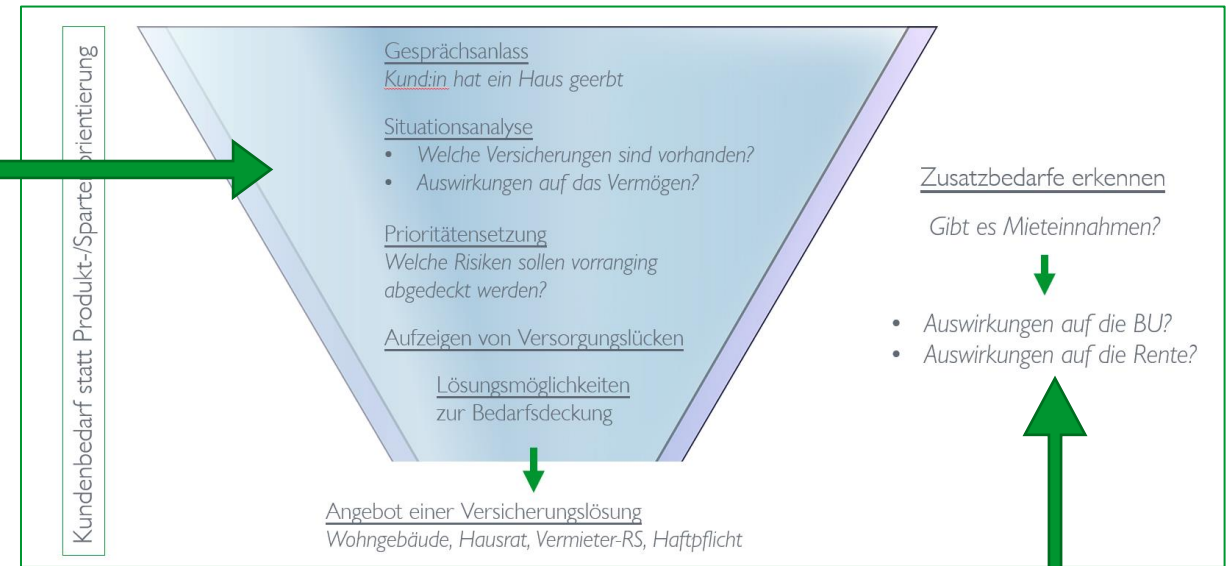 Kundenbedarf statt Produkt-/Spartenorientierung
Gesprächsanlass
Kund:in hat ein Haus geerbt
Situationsanalyse
• Welche Versicherungen sind vorhanden?
• Auswirkungen auf das Vermögen?
Prioritätensetzung
Welche Risiken sollen vorranging
abgedeckt werden?
Aufzeigen von Versorgungslücken
Lösungsmöglichkeiten
zur Bedarfsdeckung
Angebot einer Versicherungslösung
Wohngebäude, Hausrat, Vermieter-RS, Haftpflicht
Zusatzbedarfe erkennen
Gibt es Mieteinnahmen?
• Auswirkungen auf die BU?
• Auswirkungen auf die Rente?